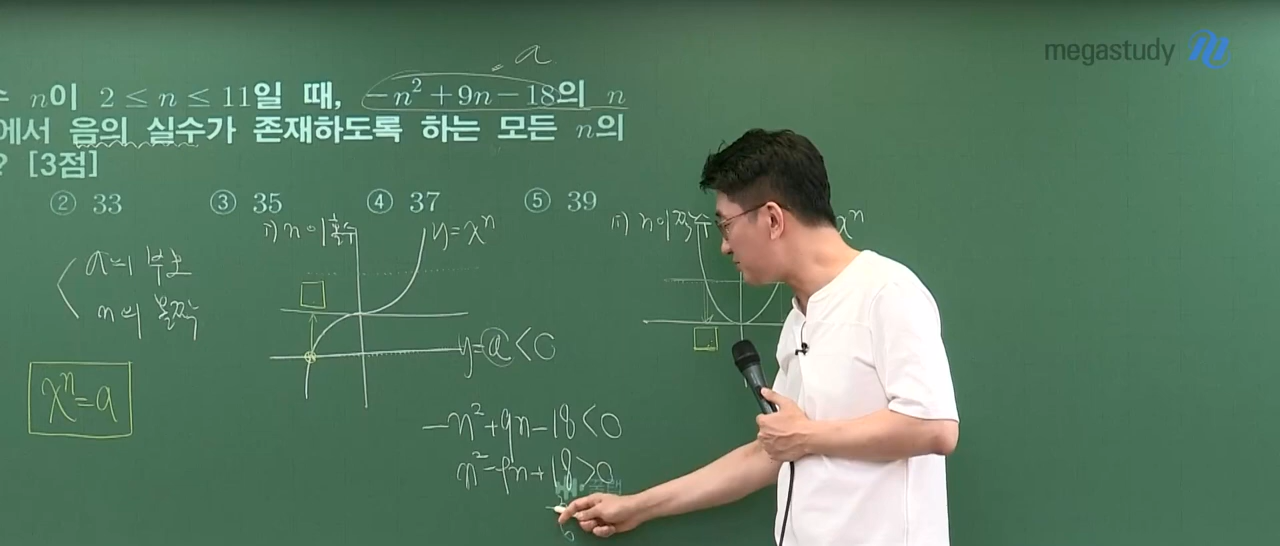 megastudy
a
수 n이 2 ≤ n ≤ 11일 때, -n² + 9n - 18의 n
에서 음의 실수가 존재하도록 하는 모든 n의
? [3점]
② 33 ③ 35 ④ 37 ⑤ 39
i) n이 홀수 y=xⁿ
ii) n이 짝수 xⁿ
a의 부호
n의 홀짝
y=a<0
xⁿ=a
-n²+9n-18<0
n²-9n+18>0